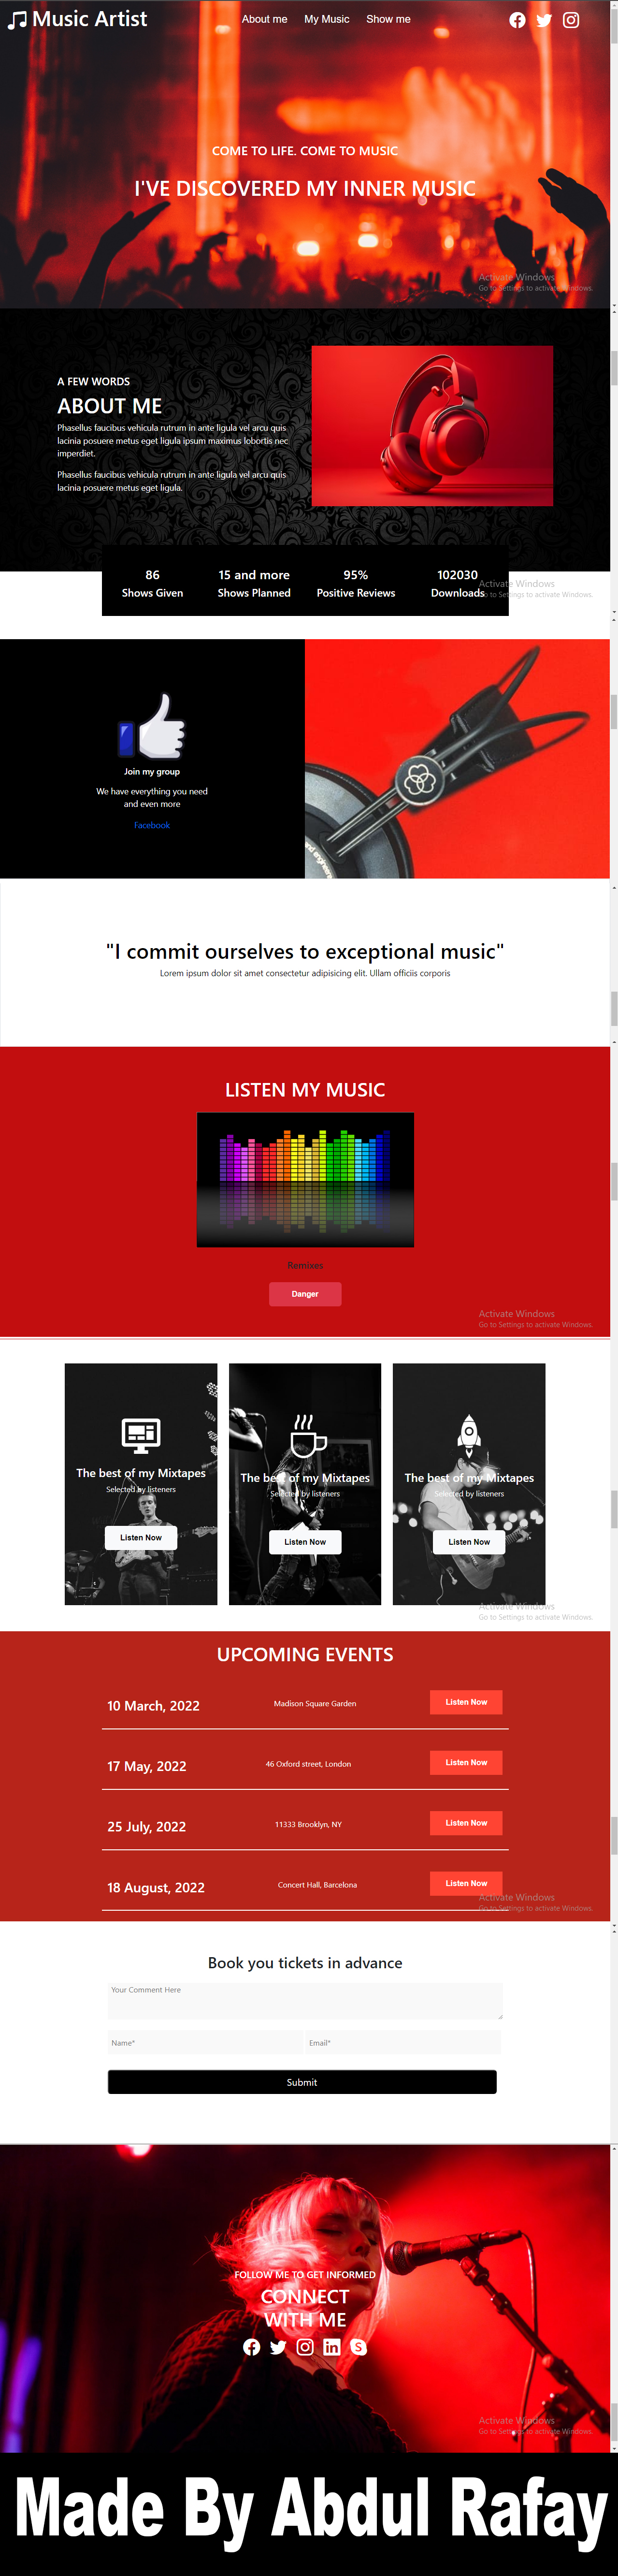 Music Artist
About me
My Music
Show me
COME TO LIFE. COME TO MUSIC
I'VE DISCOVERED MY INNER MUSIC
Activate Windows
Go to Settings to activate Windows.
A FEW WORDS
ABOUT ME
Phasellus faucibus vehicula rutrum in ante ligula vel arcu quis
lacinia posuere metus eget ligula ipsum maximus lobortis nec
imperdiet.
Phasellus faucibus vehicula rutrum in ante ligula vel arcu quis
lacinia posuere metus eget ligula.
86
Shows Given
15 and more
Shows Planned
95%
Positive Reviews
102030
Downloads
Activate Windows
Go to Settings to activate Windows.
Join my group
We have everything you need
and even more
Facebook
"I commit ourselves to exceptional music"
Lorem ipsum dolor sit amet consectetur adipisicing elit. Ullam officiis corporis
LISTEN MY MUSIC
Remixes
Danger
Activate Windows
Go to Settings to activate Windows.
The best of my Mixtapes
Selected by listeners
Listen Now
The best of my Mixtapes
Selected by listeners
Listen Now
The best of my Mixtapes
Selected by listeners
Listen Now
Activate Windows
Go to Settings to activate Windows.
UPCOMING EVENTS
10 March, 2022
Madison Square Garden
Listen Now
17 May, 2022
46 Oxford street, London
Listen Now
25 July, 2022
11333 Brooklyn, NY
Listen Now
18 August, 2022
Concert Hall, Barcelona
Listen Now
Activate Windows
Go to Settings to activate Windows.
Book you tickets in advance
Your Comment Here
Name*
Email*
Submit
FOLLOW ME TO GET INFORMED
CONNECT
WITH ME
Activate Windows
Go to Settings to activate Windows.
Made By Abdul Rafay